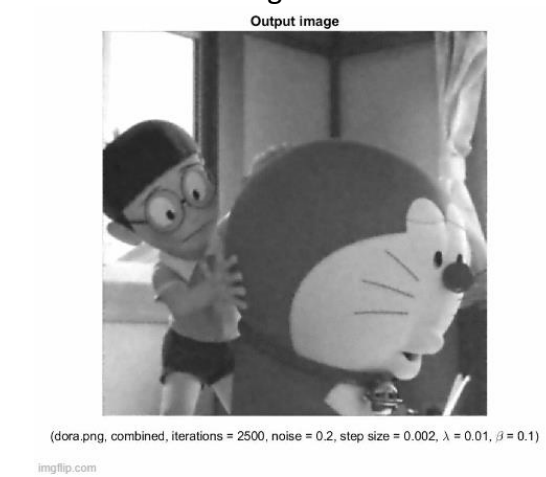 Output image
(dora.png, combined, iterations = 2500, noise = 0.2, step size = 0.002, λ = 0.01, β = 0.1)
imgflip.com